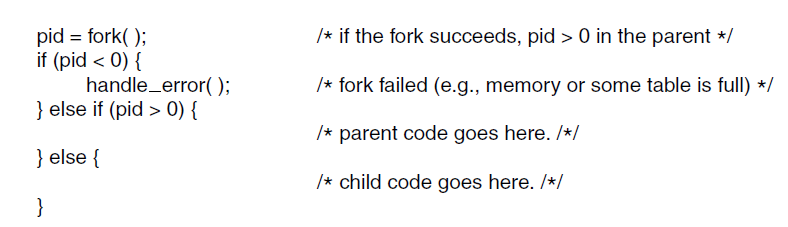 pid = fork( ); /* if the fork succeeds, pid > 0 in the parent */
if (pid < 0) {
handle_error( ); /* fork failed (e.g., memory or some table is full) */
} else if (pid > 0) {
/* parent code goes here. /*/
} else {
/* child code goes here. /*/
}